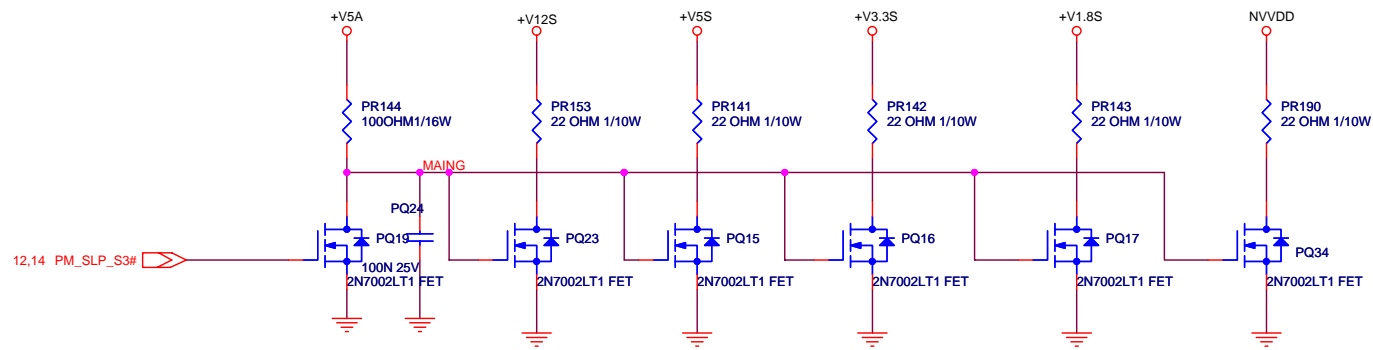 +V5A
+V12S
+V5S
+V3.3S
+V1.8S
NVVDD
PR144
100OHM1/16W
PR153
22 OHM 1/10W
PR141
22 OHM 1/10W
PR142
22 OHM 1/10W
PR143
22 OHM 1/10W
PR190
22 OHM 1/10W
MAING
PQ24
PQ19
PQ23
PQ15
PQ16
PQ17
PQ34
12,14 PM_SLP_S3#
100N 25V
2N7002LT1 FET
2N7002LT1 FET
2N7002LT1 FET
2N7002LT1 FET
2N7002LT1 FET
2N7002LT1 FET